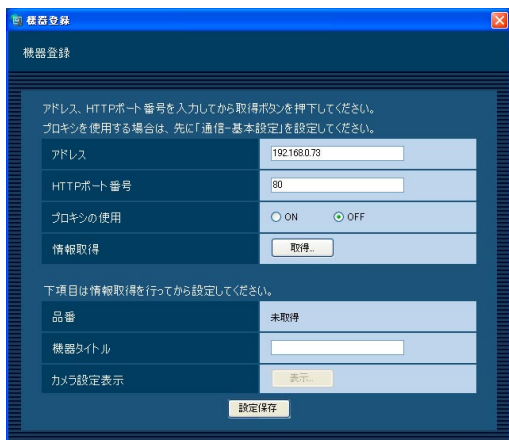 機器登録
機器登録
アドレス、HTTPポート番号を入力してから取得ボタンを押下してください。
プロキシを使用する場合は、先に「通信-基本設定」を設定してください。
アドレス 192.168.0.73
HTTPポート番号 80
プロキシの使用 ON OFF
情報取得 取得...
下項目は情報取得を行ってから設定してください。
品番 未取得
機器タイトル
カメラ設定表示 表示...
設定保存